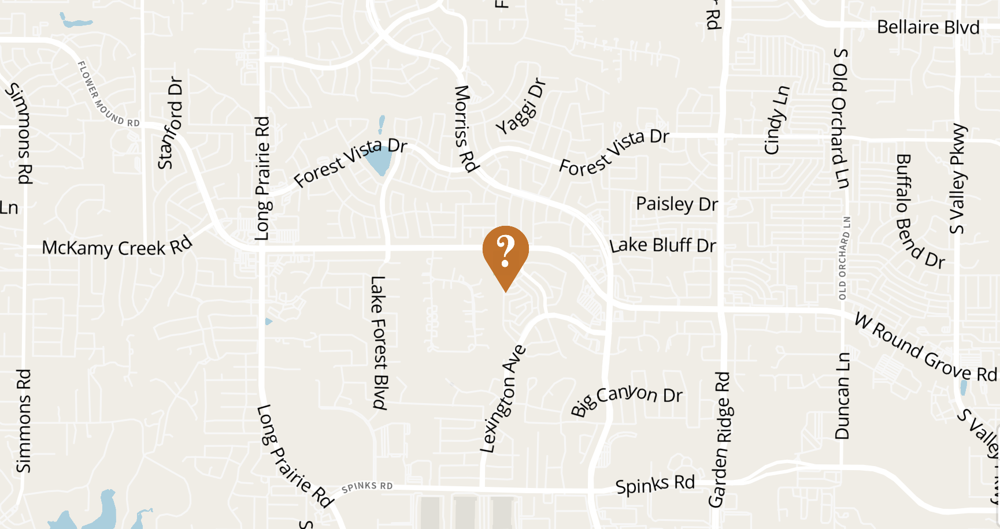 F
r Rd
Bellaire Blvd
FLOWER MOUND RD
Simmons Rd
Stanford Dr
Long Prairie Rd
Morriss Rd
Yaggi Dr
Cindy Ln
S Old Orchard Ln
S Valley Pkwy
Forest Vista Dr
Forest Vista Dr
Buffalo Bend Dr
Ln
Paisley Dr
McKamy Creek Rd
?
Lake Bluff Dr
OLD ORCHARD LN
Lake Forest Blvd
W Round Grove Rd
Lexington Ave
Simmons Rd
Big Canyon Dr
Garden Ridge Rd
Duncan Ln
Long Prairie Rd
S Valley Pkwy
SPINKS RD
Spinks Rd
S